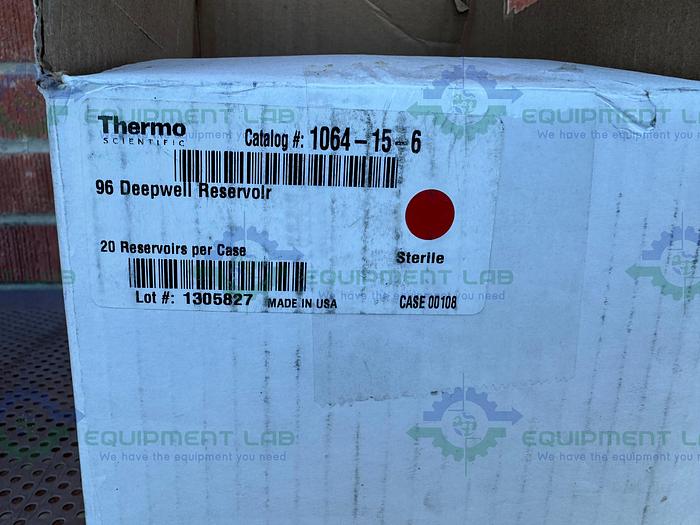 Thermo
SCIENTIFIC
Catalog #: 1064-15-6
96 Deepwell Reservoir
20 Reservoirs per Case
Sterile
Lot #: 1305827 MADE IN USA CASE 00108
EQUIPMENT LAB
We have the equipment you need
EQUIPMENT LAB
We have the equipment you need
EQUIPMENT LAB
We have the equipment you need
EQUIPMENT LAB
We have the equipment you need